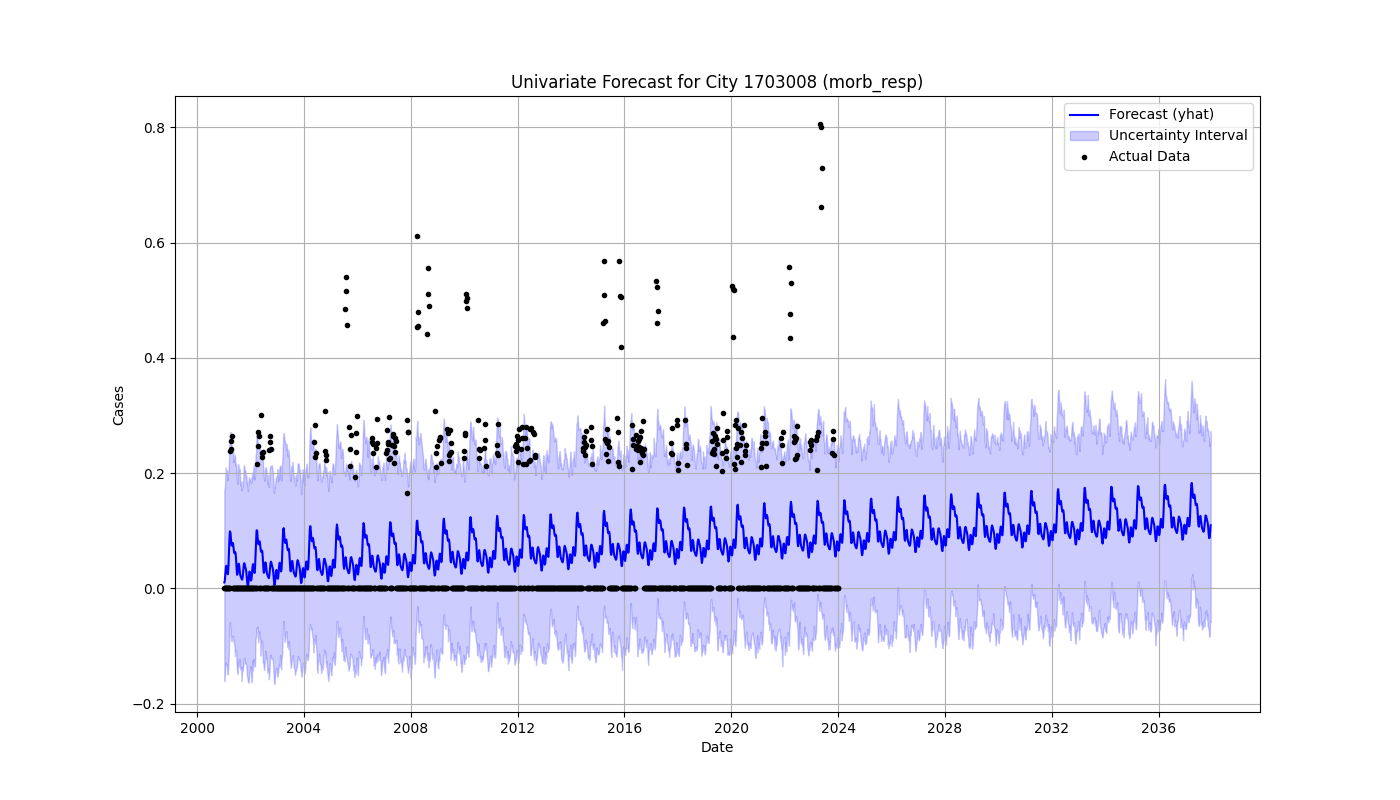 Univariate Forecast for City 1703008 (morb_resp)
Forecast (yhat)
Uncertainty Interval
Actual Data
Cases
0.8
0.6
0.4
0.2
0.0
−0.2
2000 2004 2008 2012 2016 2020 2024 2028 2032 2036
Date